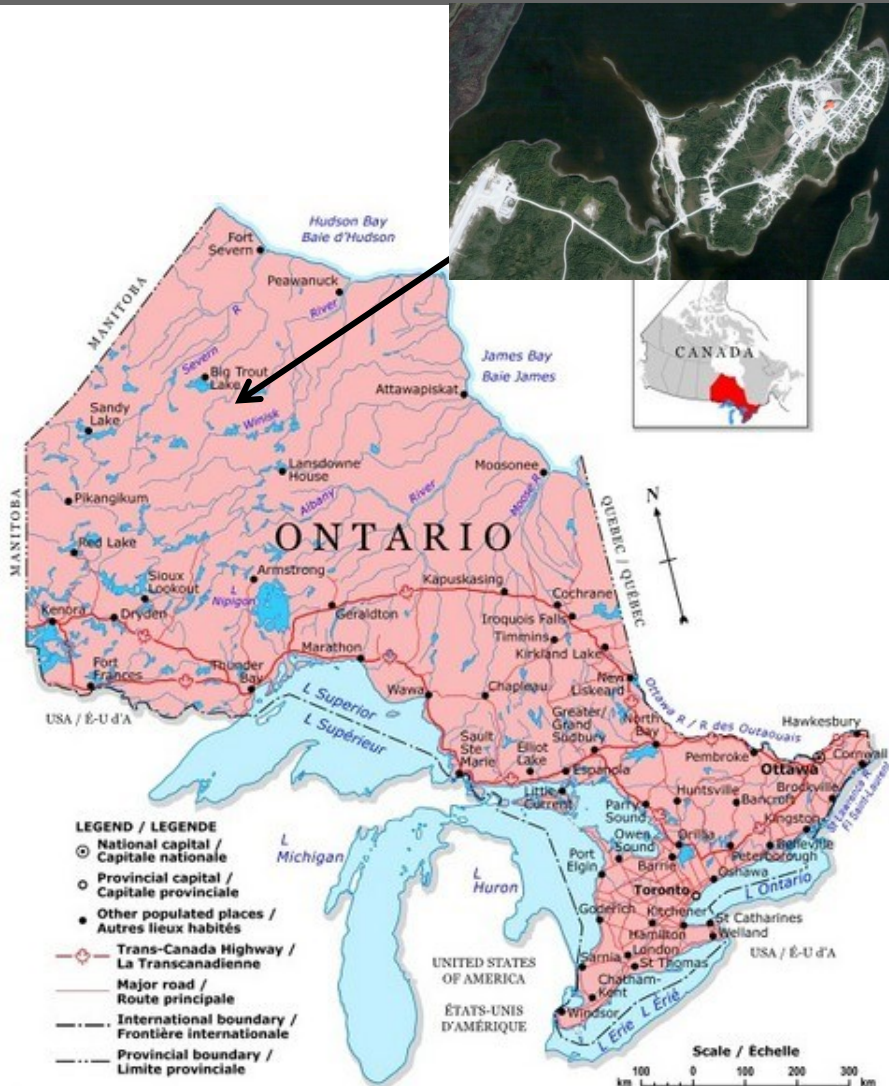 Hudson Bay
Baie d'Hudson
Fort
Severn
Peawanuck
MANITOBA
River
R
Severn
James Bay
Baie James
CANADA
Big Trout
Lake
Attawapiskat
Sandy
Lake
Winisk
Lansdowne
House
Moosonee
Pikangikum
Albany
River
Moose R
N
MANITOBA
ONTARIO
QUEBEC / QUÉBEC
Red Lake
Sioux
Lookout
Armstrong
L
Nipigon
Kapuskasing
Cochrane
Kenora
Dryden
Geraldton
Iroquois Falls
Timmins
Marathon
Kirkland Lake
Fort
Frances
Thunder
Bay
Wawa
Chapleau
New
Liskeard
Ottawa R / R des Outaouais
USA / É-U d'A
L Superior
L Supérieur
Greater/
Grand
Sudbury
North
Bay
Hawkesbury
Sault
Ste
Marie
Elliot
Lake
Espanola
Pembroke
Ottawa
Cornwall
Little
Current
Parry
Sound
Huntsville
Bancroft
Brockville
Kingston
St Lawrence R
Fl Saint-Laurent
LEGEND / LEGENDE
National capital /
Capitale nationale
Provincial capital /
Capitale provinciale
Other populated places /
Autres lieux habités
Trans-Canada Highway /
La Transcanadienne
Major road /
Route principale
International boundary /
Frontière internationale
Provincial boundary /
Limite provinciale
L
Michigan
L
Huron
Owen
Sound
Orillia
Port
Elgin
Barrie
Peterborough
Belleville
Oshawa
Toronto
L Ontario
Goderich
Kitchener
St Catharines
Hamilton
Welland
London
Sarnia
St Thomas
USA / É-U d'A
UNITED STATES
OF AMERICA
ÉTATS-UNIS
D'AMÉRIQUE
Chatham-
Kent
Windsor
L Erie L Érié
Scale / Échelle
100 0 100 200 300
km km